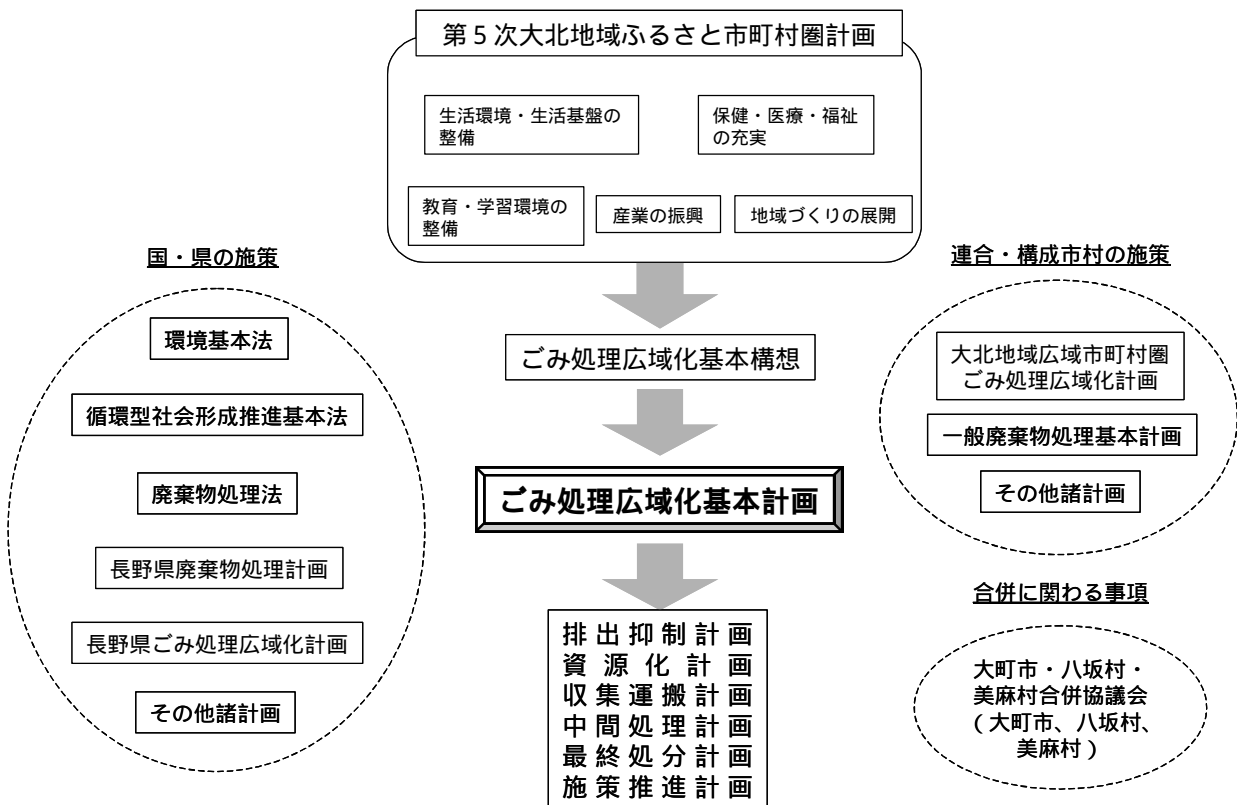 第5次大北地域ふるさと市町村圏計画
生活環境・生活基盤の
整備
保健・医療・福祉
の充実
教育・学習環境の
整備
産業の振興
地域づくりの展開
国・県の施策
環境基本法
循環型社会形成推進基本法
廃棄物処理法
長野県廃棄物処理計画
長野県ごみ処理広域化計画
その他諸計画
ごみ処理広域化基本構想
ごみ処理広域化基本計画
排出抑制計画
資源化計画
収集運搬計画
中間処理計画
最終処分計画
施策推進計画
連合・構成市村の施策
大北地域広域市町村圏
ごみ処理広域化計画
一般廃棄物処理基本計画
その他諸計画
合併に関わる事項
大町市・八坂村・
美麻村合併協議会
(大町市、八坂村、
美麻村)